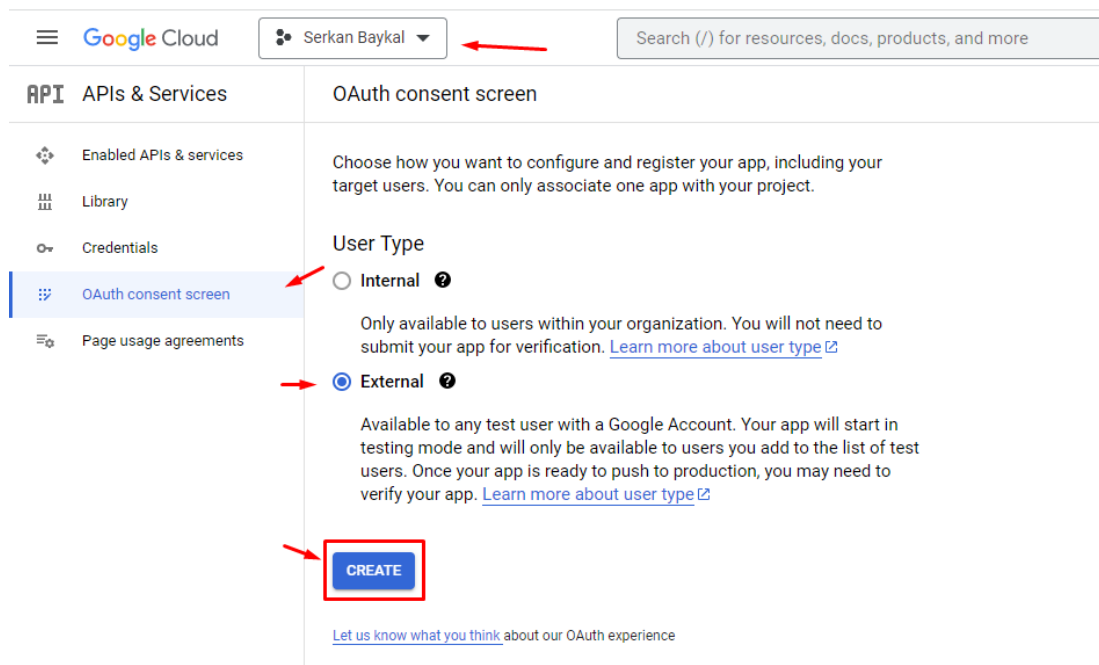 Google Cloud
Serkan Baykal
Search (/) for resources, docs, products, and more
API APIs & Services
OAuth consent screen
Enabled APIs & services
Library
Credentials
OAuth consent screen
Page usage agreements
Choose how you want to configure and register your app, including your
target users. You can only associate one app with your project.
User Type
Internal
Only available to users within your organization. You will not need to
submit your app for verification. Learn more about user type
External
Available to any test user with a Google Account. Your app will start in
testing mode and will only be available to users you add to the list of test
users. Once your app is ready to push to production, you may need to
verify your app. Learn more about user type
CREATE
Let us know what you think about our OAuth experience